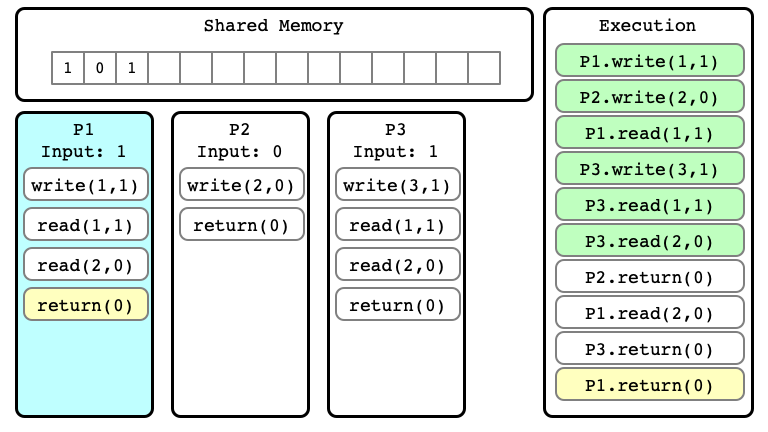 Shared Memory
1 0 1
P1
Input: 1
write(1,1)
read(1,1)
read(2,0)
return(0)
P2
Input: 0
write(2,0)
return(0)
P3
Input: 1
write(3,1)
read(1,1)
read(2,0)
return(0)
Execution
P1.write(1,1)
P2.write(2,0)
P1.read(1,1)
P3.write(3,1)
P3.read(1,1)
P3.read(2,0)
P2.return(0)
P1.read(2,0)
P3.return(0)
P1.return(0)